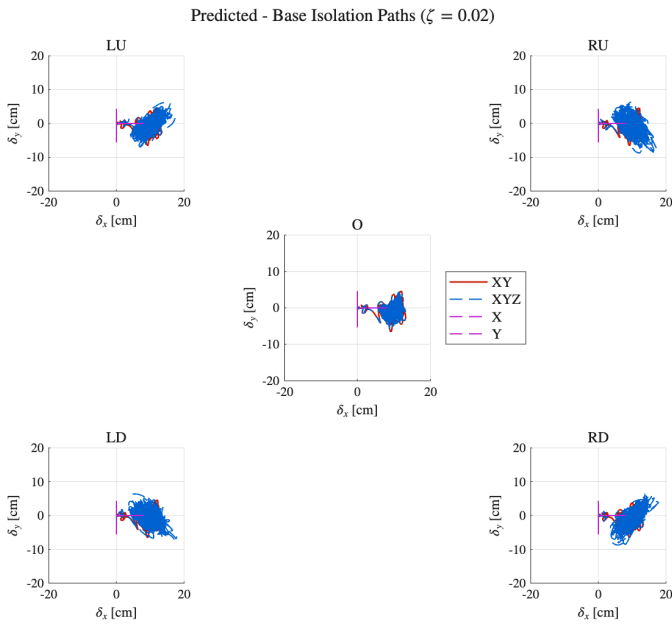 Predicted - Base Isolation Paths (ζ = 0.02)
LU
20
10
0
-10
-20
-20 0 20
δy [cm]
δx [cm]
RU
20
10
0
-10
-20
-20 0 20
δy [cm]
δx [cm]
O
20
10
0
-10
-20
-20 0 20
δy [cm]
δx [cm]
XY
XYZ
X
Y
LD
20
10
0
-10
-20
-20 0 20
δy [cm]
δx [cm]
RD
20
10
0
-10
-20
-20 0 20
δy [cm]
δx [cm]